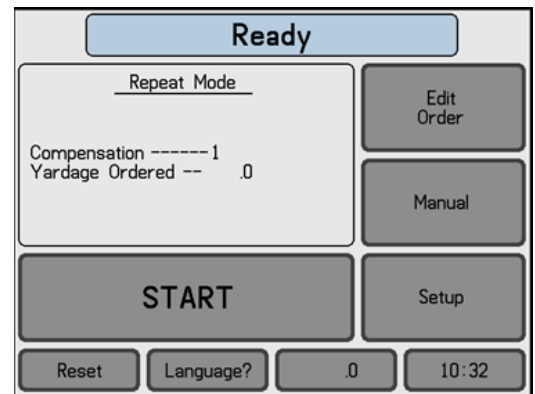 Ready
Repeat Mode
Compensation ------1
Yardage Ordered -- .0
Edit
Order
Manual
START
Setup
Reset
Language?
.0
10:32